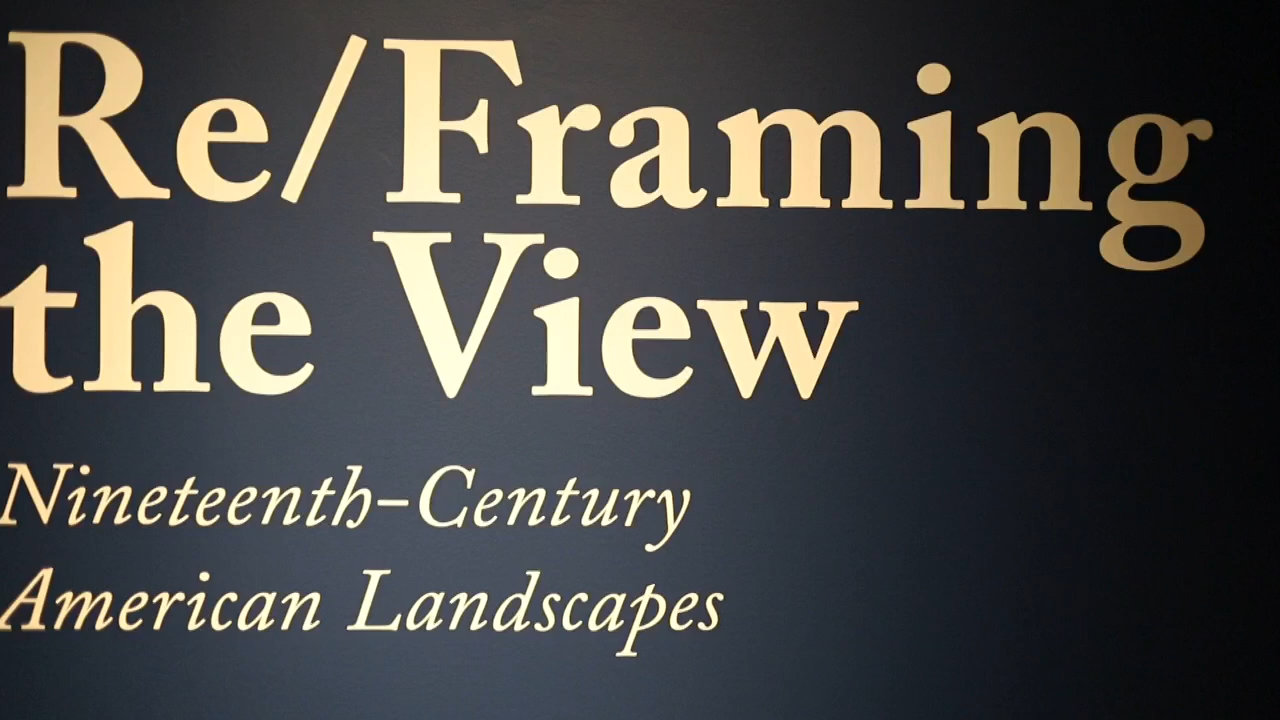 Re/Framing
the View
Nineteenth-Century
American Landscapes